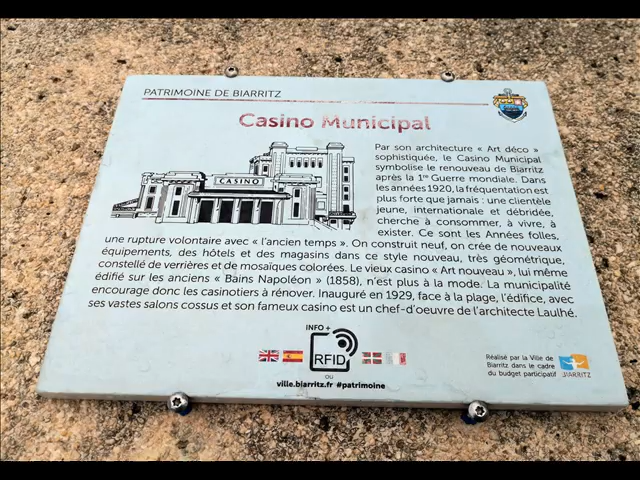 PATRIMOINE DE BIARRITZ
Casino Municipal
CASINO
Par son architecture « Art déco »
sophistiquée, le Casino Municipal
symbolise le renouveau de Biarritz
après la 1re Guerre mondiale. Dans
les années 1920, la fréquentation est
plus forte que jamais : une clientèle
jeune, internationale et débridée,
cherche à consommer, à vivre, à
exister. Ce sont les Années folles,
une rupture volontaire avec « l'ancien temps ». On construit neuf, on crée de nouveaux
équipements, des hôtels et des magasins dans ce style nouveau, très géométrique,
constellé de verrières et de mosaïques colorées. Le vieux casino « Art nouveau », lui même
édifié sur les anciens « Bains Napoléon » (1858), n'est plus à la mode. La municipalité
encourage donc les casinotiers à rénover. Inauguré en 1929, face à la plage, l'édifice, avec
ses vastes salons cossus et son fameux casino est un chef-d'oeuvre de l'architecte Laulhé.
INFO +
RFID
ou
ville.biarritz.fr #patrimoine
Réalisé par la Ville de
Biarritz dans le cadre
du budget participatif
BIARRITZ